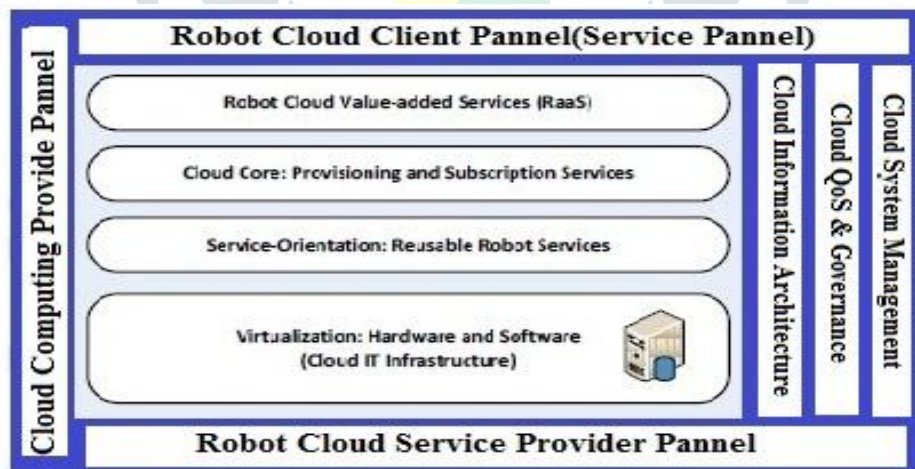 Robot Cloud Client Pannel(Service Pannel)
Cloud Computing Provide Pannel
Robot Cloud Value-added Services (RaaS)
Cloud Core: Provisioning and Subscription Services
Service-Orientation: Reusable Robot Services
Virtualization: Hardware and Software
(Cloud IT Infrastructure)
Cloud Information Architecture
Cloud QoS & Governance
Cloud System Management
Robot Cloud Service Provider Pannel